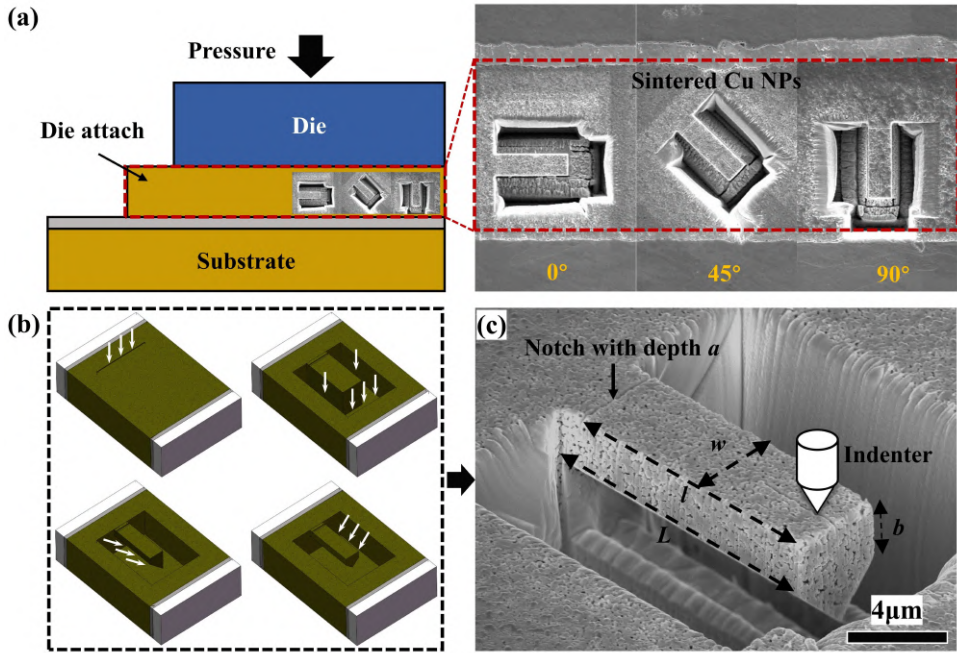 (a)
Pressure
Die attach
Die
Substrate
Sintered Cu NPs
0°
45°
90°
(b)
(c)
Notch with depth a
w
Indenter
l
L
b
4μm